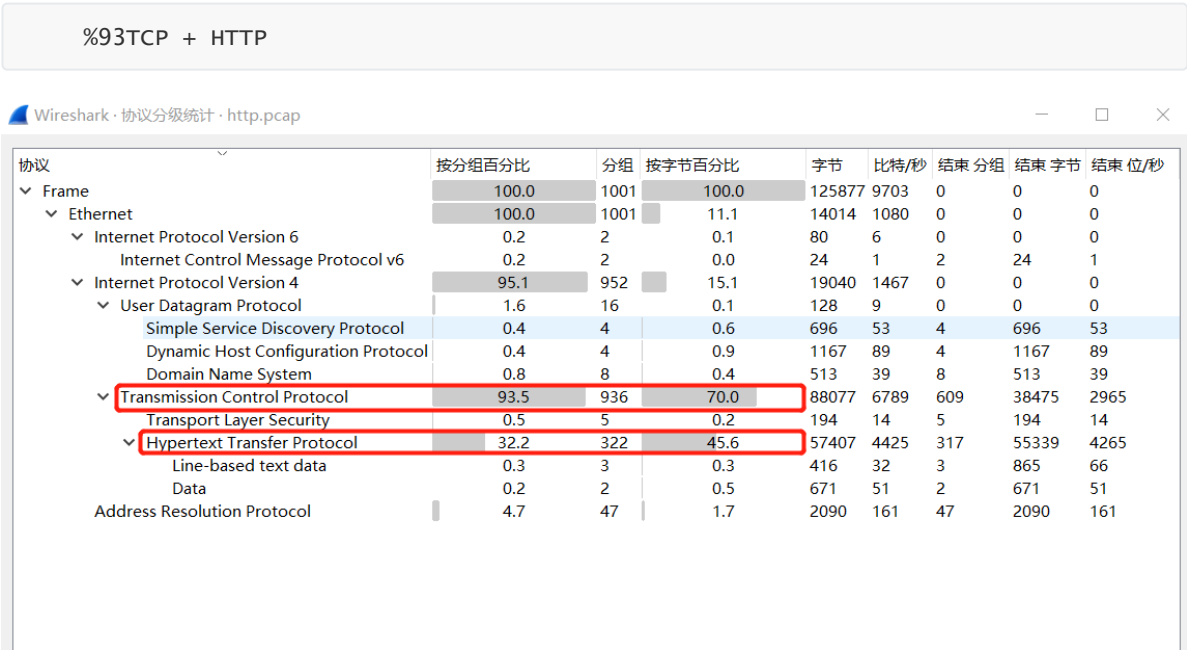 %93TCP + HTTP
Wireshark · 协议分级统计 · http.pcap
协议 按分组百分比 分组 按字节百分比 字节 比特/秒 结束 分组 结束 字节 结束 位/秒
Frame 100.0 1001 100.0 125877 9703 0 0 0
Ethernet 100.0 1001 11.1 14014 1080 0 0 0
Internet Protocol Version 6 0.2 2 0.1 80 6 0 0 0
Internet Control Message Protocol v6 0.2 2 0.0 24 1 2 24 1
Internet Protocol Version 4 95.1 952 15.1 19040 1467 0 0 0
User Datagram Protocol 1.6 16 0.1 128 9 0 0 0
Simple Service Discovery Protocol 0.4 4 0.6 696 53 4 696 53
Dynamic Host Configuration Protocol 0.4 4 0.9 1167 89 4 1167 89
Domain Name System 0.8 8 0.4 513 39 8 513 39
Transmission Control Protocol 93.5 936 70.0 88077 6789 609 38475 2965
Transport Layer Security 0.5 5 0.2 194 14 5 194 14
Hypertext Transfer Protocol 32.2 322 45.6 57407 4425 317 55339 4265
Line-based text data 0.3 3 0.3 416 32 3 865 66
Data 0.2 2 0.5 671 51 2 671 51
Address Resolution Protocol 4.7 47 1.7 2090 161 47 2090 161